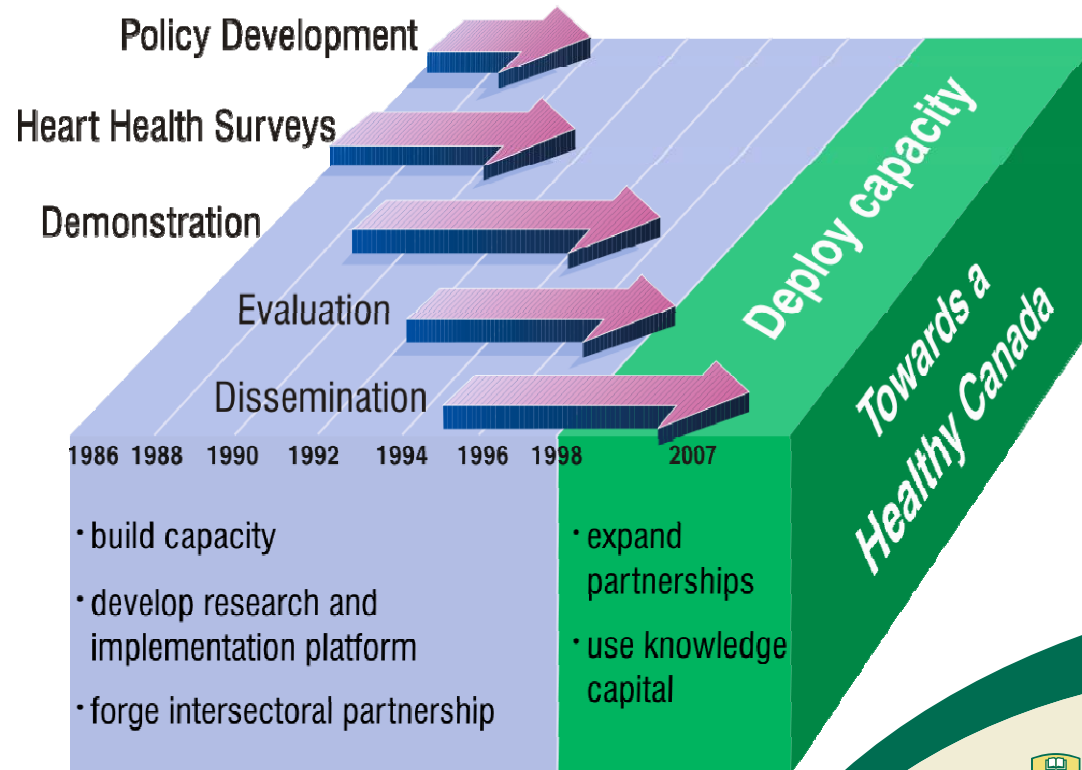 Policy Development
Heart Health Surveys
Demonstration
Evaluation
Dissemination
Deploy capacity
Towards a
Healthy Canada
1986 1988 1990 1992 1994 1996 1998 2007
· build capacity
· develop research and
implementation platform
· forge intersectoral partnership
· expand
partnerships
· use knowledge
capital